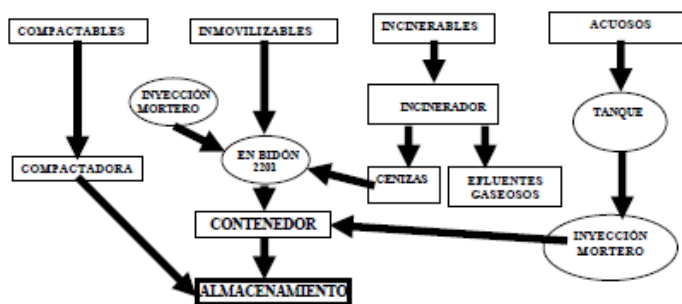 COMPACTABLES
INMOVILIZABLES
INCINERABLES
ACUOSOS
INYECCIÓN
MORTERO
INCINERADOR
TANQUE
EN BIDÓN
220l
COMPACTADORA
CENIZAS
EFLUENTES
GASEOSOS
CONTENEDOR
INYECCIÓN
MORTERO
ALMACENAMIENTO